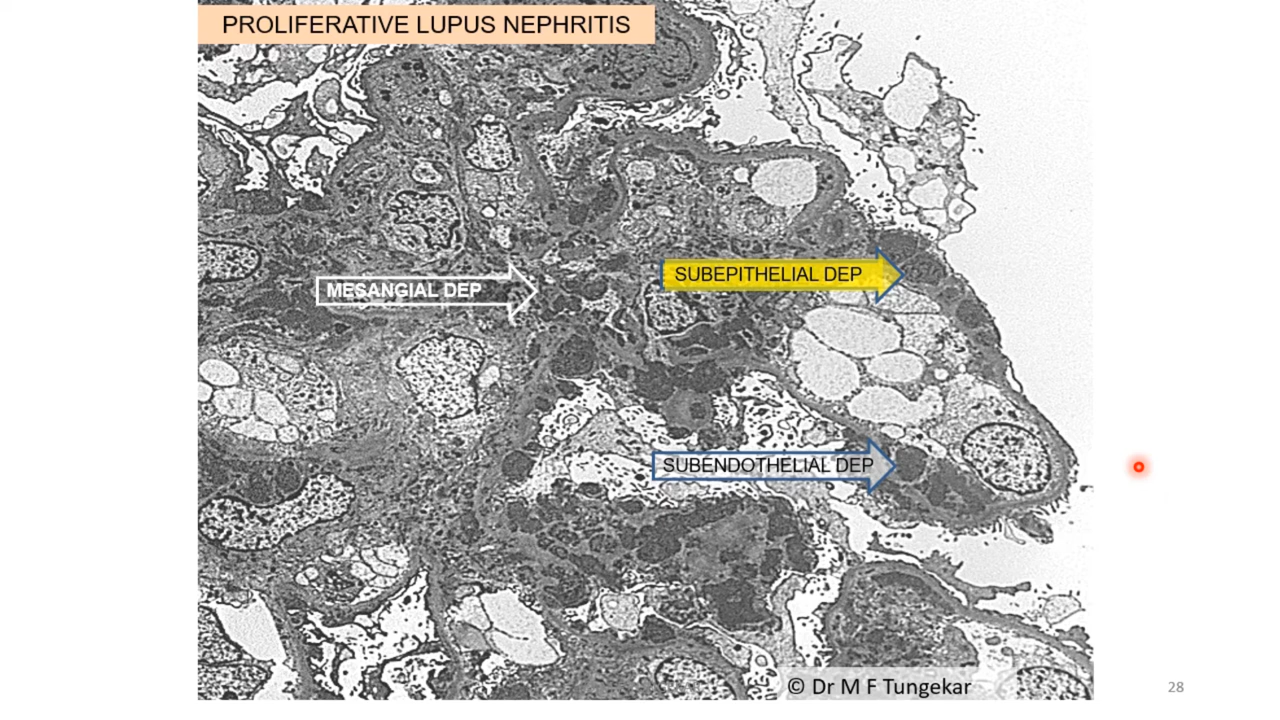 PROLIFERATIVE LUPUS NEPHRITIS
SUBEPITHELIAL DEP
MESANGIAL DEP
SUBENDOTHELIAL DEP
© Dr M F Tungekar
28